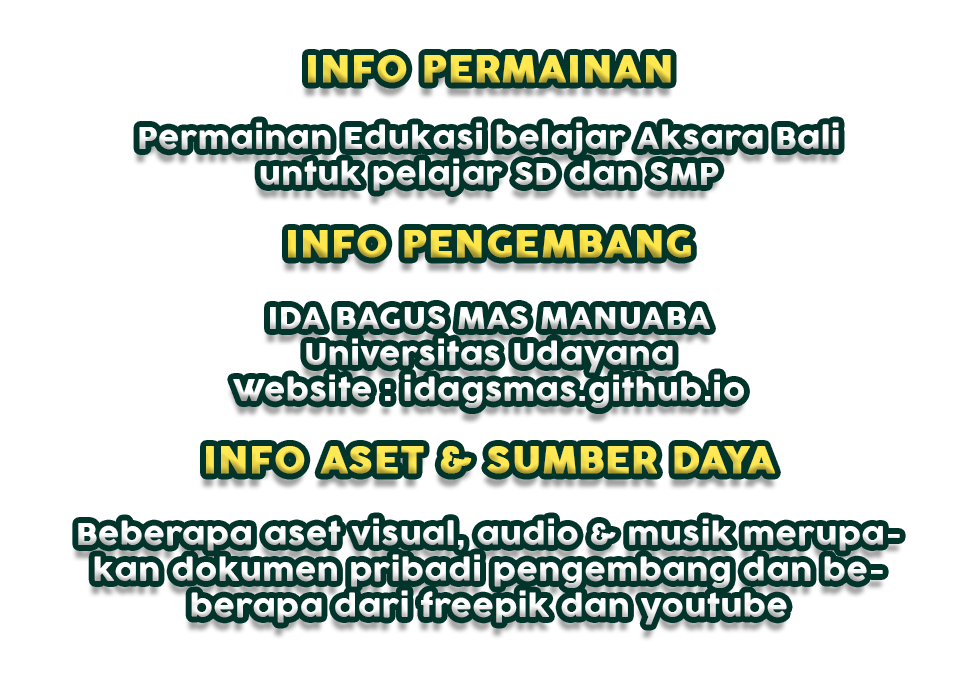 INFO PERMAINAN
Permainan Edukasi belajar Aksara Bali
untuk pelajar SD dan SMP
INFO PENGEMBANG
IDA BAGUS MAS MANUABA
Universitas Udayana
Website : idagsmas.github.io
INFO ASET & SUMBER DAYA
Beberapa aset visual, audio & musik merupa-
kan dokumen pribadi pengembang dan be-
berapa dari freepik dan youtube